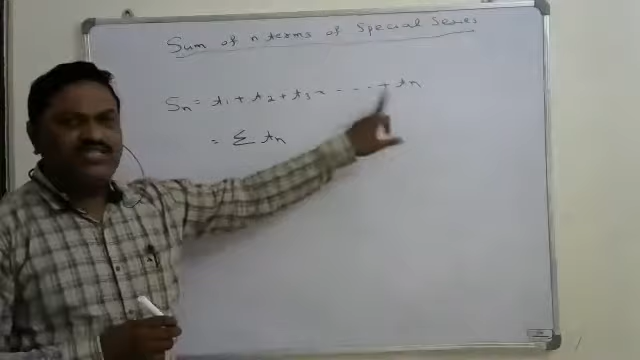 Sum of n terms of Special Series
Sn = t1 + t2 + t3 - - - - - + tn
= Σ tn